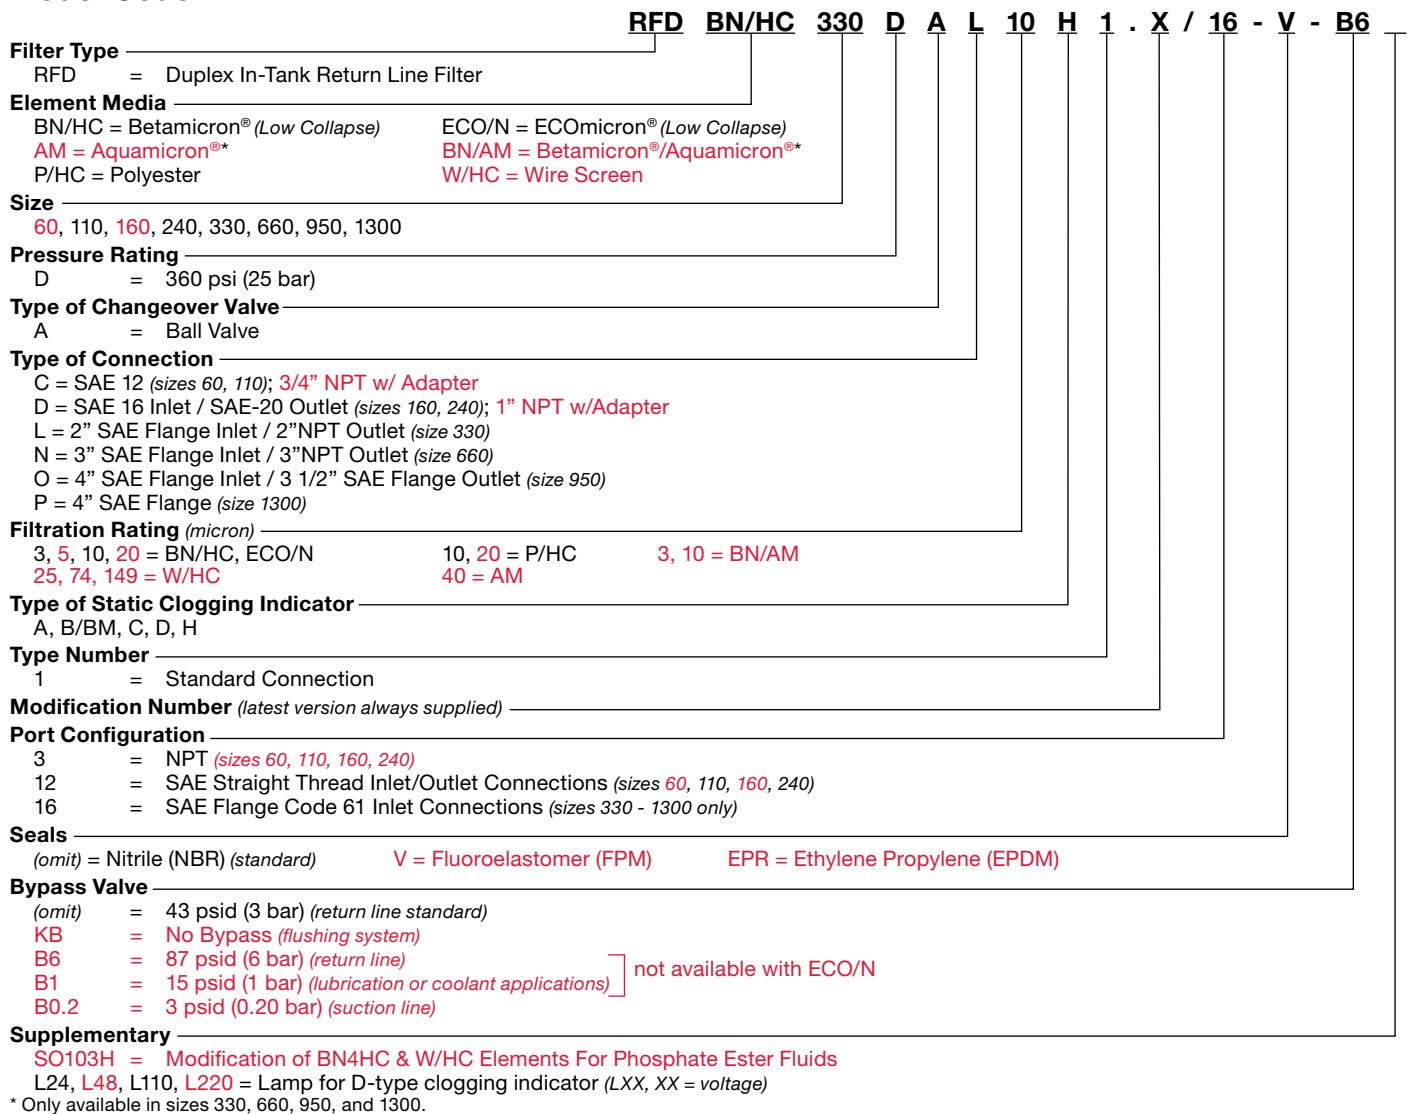 RFD BN/HC 330 D A L 10 H 1 . X / 16 - V - B6
Filter Type
RFD = Duplex In-Tank Return Line Filter
Element Media
BN/HC = Betamicron® (Low Collapse) ECO/N = ECOmicron® (Low Collapse)
AM = Aquamicron®* BN/AM = Betamicron®/Aquamicron®*
P/HC = Polyester W/HC = Wire Screen
Size
60, 110, 160, 240, 330, 660, 950, 1300
Pressure Rating
D = 360 psi (25 bar)
Type of Changeover Valve
A = Ball Valve
Type of Connection
C = SAE 12 (sizes 60, 110); 3/4” NPT w/ Adapter
D = SAE 16 Inlet / SAE-20 Outlet (sizes 160, 240); 1” NPT w/Adapter
L = 2” SAE Flange Inlet / 2”NPT Outlet (size 330)
N = 3” SAE Flange Inlet / 3”NPT Outlet (size 660)
O = 4” SAE Flange Inlet / 3 1/2” SAE Flange Outlet (size 950)
P = 4” SAE Flange (size 1300)
Filtration Rating (micron)
3, 5, 10, 20 = BN/HC, ECO/N 10, 20 = P/HC 3, 10 = BN/AM
25, 74, 149 = W/HC 40 = AM
Type of Static Clogging Indicator
A, B/BM, C, D, H
Type Number
1 = Standard Connection
Modification Number (latest version always supplied)
Port Configuration
3 = NPT (sizes 60, 110, 160, 240)
12 = SAE Straight Thread Inlet/Outlet Connections (sizes 60, 110, 160, 240)
16 = SAE Flange Code 61 Inlet Connections (sizes 330 - 1300 only)
Seals
(omit) = Nitrile (NBR) (standard) V = Fluoroelastomer (FPM) EPR = Ethylene Propylene (EPDM)
Bypass Valve
(omit) = 43 psid (3 bar) (return line standard)
KB = No Bypass (flushing system)
B6 = 87 psid (6 bar) (return line)
not available with ECO/N
B1 = 15 psid (1 bar) (lubrication or coolant applications)
B0.2 = 3 psid (0.20 bar) (suction line)
Supplementary
SO103H = Modification of BN4HC & W/HC Elements For Phosphate Ester Fluids
L24, L48, L110, L220 = Lamp for D-type clogging indicator (LXX, XX = voltage)
* Only available in sizes 330, 660, 950, and 1300.